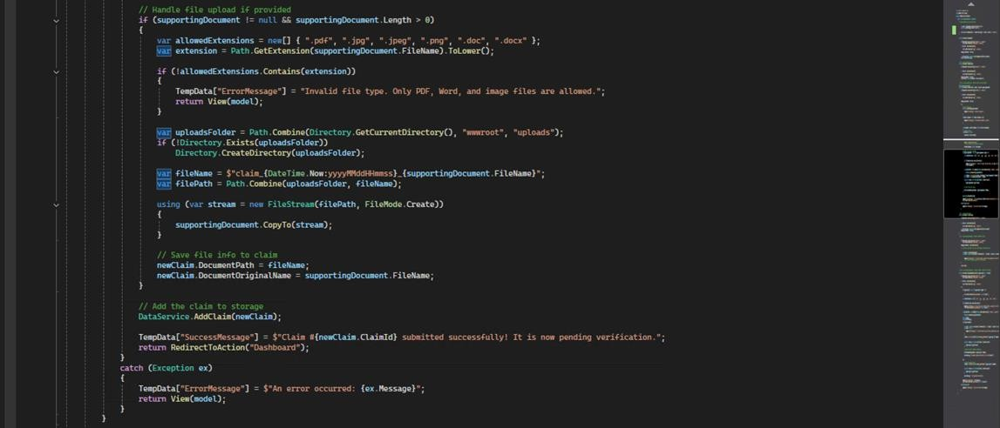 // Handle file upload if provided
if (supportingDocument != null && supportingDocument.Length > 0)
{
var allowedExtensions = new[] { ".pdf", ".jpg", ".jpeg", ".png", ".doc", ".docx" };
var extension = Path.GetExtension(supportingDocument.FileName).ToLower();
if (!allowedExtensions.Contains(extension))
{
TempData["ErrorMessage"] = "Invalid file type. Only PDF, Word, and image files are allowed.";
return View(model);
}
var uploadsFolder = Path.Combine(Directory.GetCurrentDirectory(), "wwwroot", "uploads");
if (!Directory.Exists(uploadsFolder))
Directory.CreateDirectory(uploadsFolder);
var fileName = $"claim_{DateTime.Now:yyyyMMddHHmmss}_{supportingDocument.FileName}";
var filePath = Path.Combine(uploadsFolder, fileName);
using (var stream = new FileStream(filePath, FileMode.Create))
{
supportingDocument.CopyTo(stream);
}
// Save file info to claim
newClaim.DocumentPath = fileName;
newClaim.DocumentOriginalName = supportingDocument.FileName;
}
// Add the claim to storage
DataService.AddClaim(newClaim);
TempData["SuccessMessage"] = $"Claim #{newClaim.ClaimId} submitted successfully! It is now pending verification.";
return RedirectToAction("Dashboard");
}
catch (Exception ex)
{
TempData["ErrorMessage"] = $"An error occurred: {ex.Message}";
return View(model);
}
}